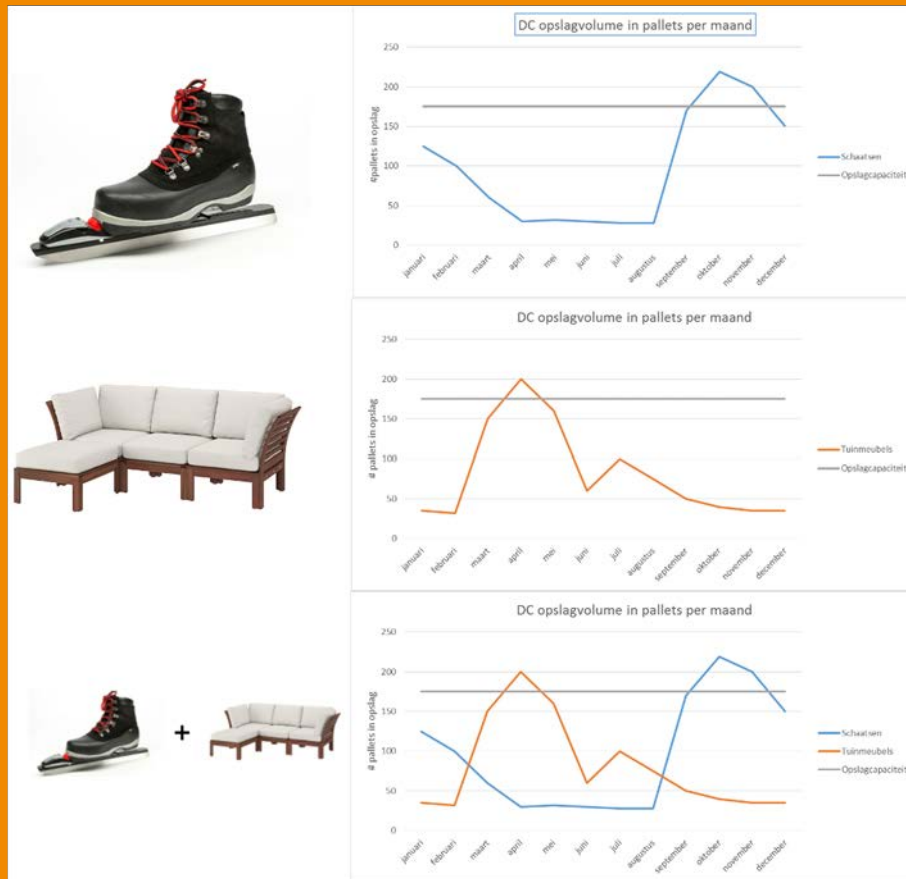 DC opslagvolume in pallets per maand
250
200
150
100
50
0
#pallets in opslag
januari
februari
maart
april
mei
juni
juli
augustus
september
oktober
november
december
Schaatsen
Opslagcapaciteit
DC opslagvolume in pallets per maand
250
200
150
100
50
0
# pallets in opslag
januari
februari
maart
april
mei
juni
juli
augustus
september
oktober
november
december
Tuinmeubels
Opslagcapaciteit
+
DC opslagvolume in pallets per maand
250
200
150
100
50
0
# pallets in opslag
januari
februari
maart
april
mei
juni
juli
augustus
september
oktober
november
december
Schaatsen
Tuinmeubels
Opslagcapaciteit